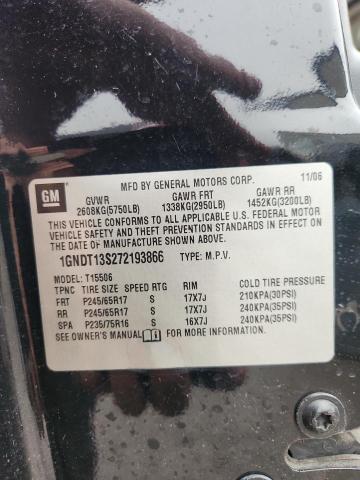 MFD BY GENERAL MOTORS CORP. 11/06
GM
GVWR GAWR FRT GAWR RR
2608KG(5750LB) 1338KG(2950LB) 1452KG(3200LB)
THIS VEHICLE CONFORMS TO ALL APPLICABLE U.S. FEDERAL MOTOR
VEHICLE SAFETY AND THEFT PREVENTION STANDARDS IN EFFECT ON
THE DATE OF MANUFACTURE SHOWN ABOVE.
1GNDT13S272193866 TYPE: M.P.V.
MODEL: T15506
TPNC TIRE SIZE SPEED RTG RIM COLD TIRE PRESSURE
FRT P245/65R17 S 17X7J 210KPA(30PSI)
RR P245/65R17 S 17X7J 240KPA(35PSI)
SPA P235/75R16 S 16X7J 240KPA(35PSI)
SEE OWNER'S MANUAL FOR MORE INFORMATION.